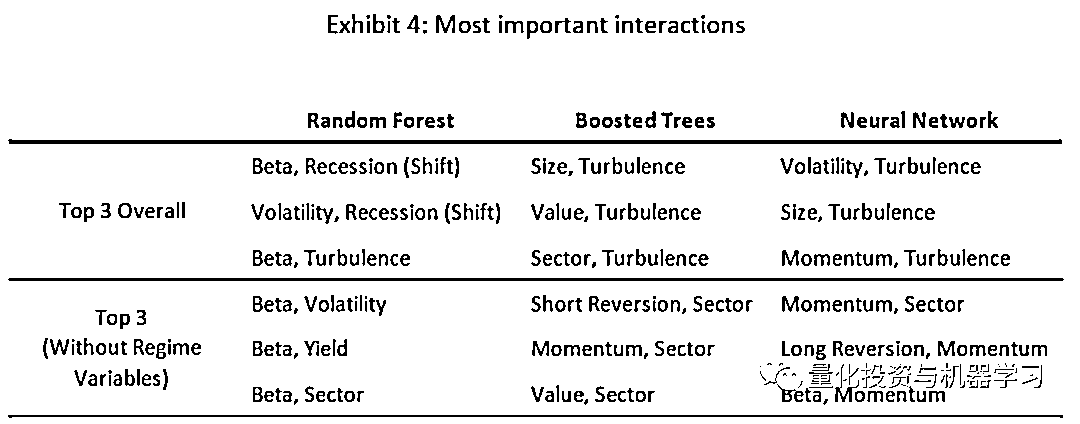 Exhibit 4: Most important interactions
Random Forest Boosted Trees Neural Network
Beta, Recession (Shift) Size, Turbulence Volatility, Turbulence
Top 3 Overall Volatility, Recession (Shift) Value, Turbulence Size, Turbulence
Beta, Turbulence Sector, Turbulence Momentum, Turbulence
Top 3 Beta, Volatility Short Reversion, Sector Momentum, Sector
(Without Regime Beta, Yield Momentum, Sector Long Reversion, Momentum
Variables) Beta, Sector Value, Sector Beta, Momentum
量化投资与机器学习